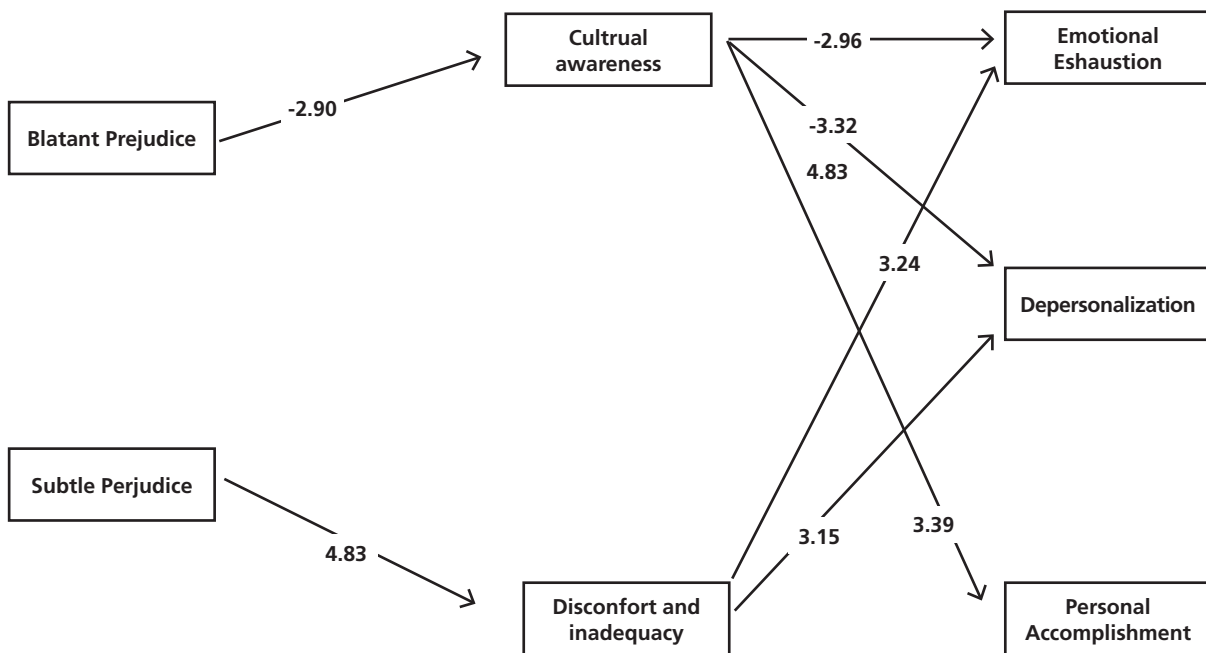 Cultrual
awareness
-2.96
Emotional
Eshaustion
-2.90
Blatant Prejudice
-3.32
4.83
3.24
Depersonalization
Subtle Perjudice
4.83
3.15
3.39
Disconfort and
inadequacy
Personal
Accomplishment